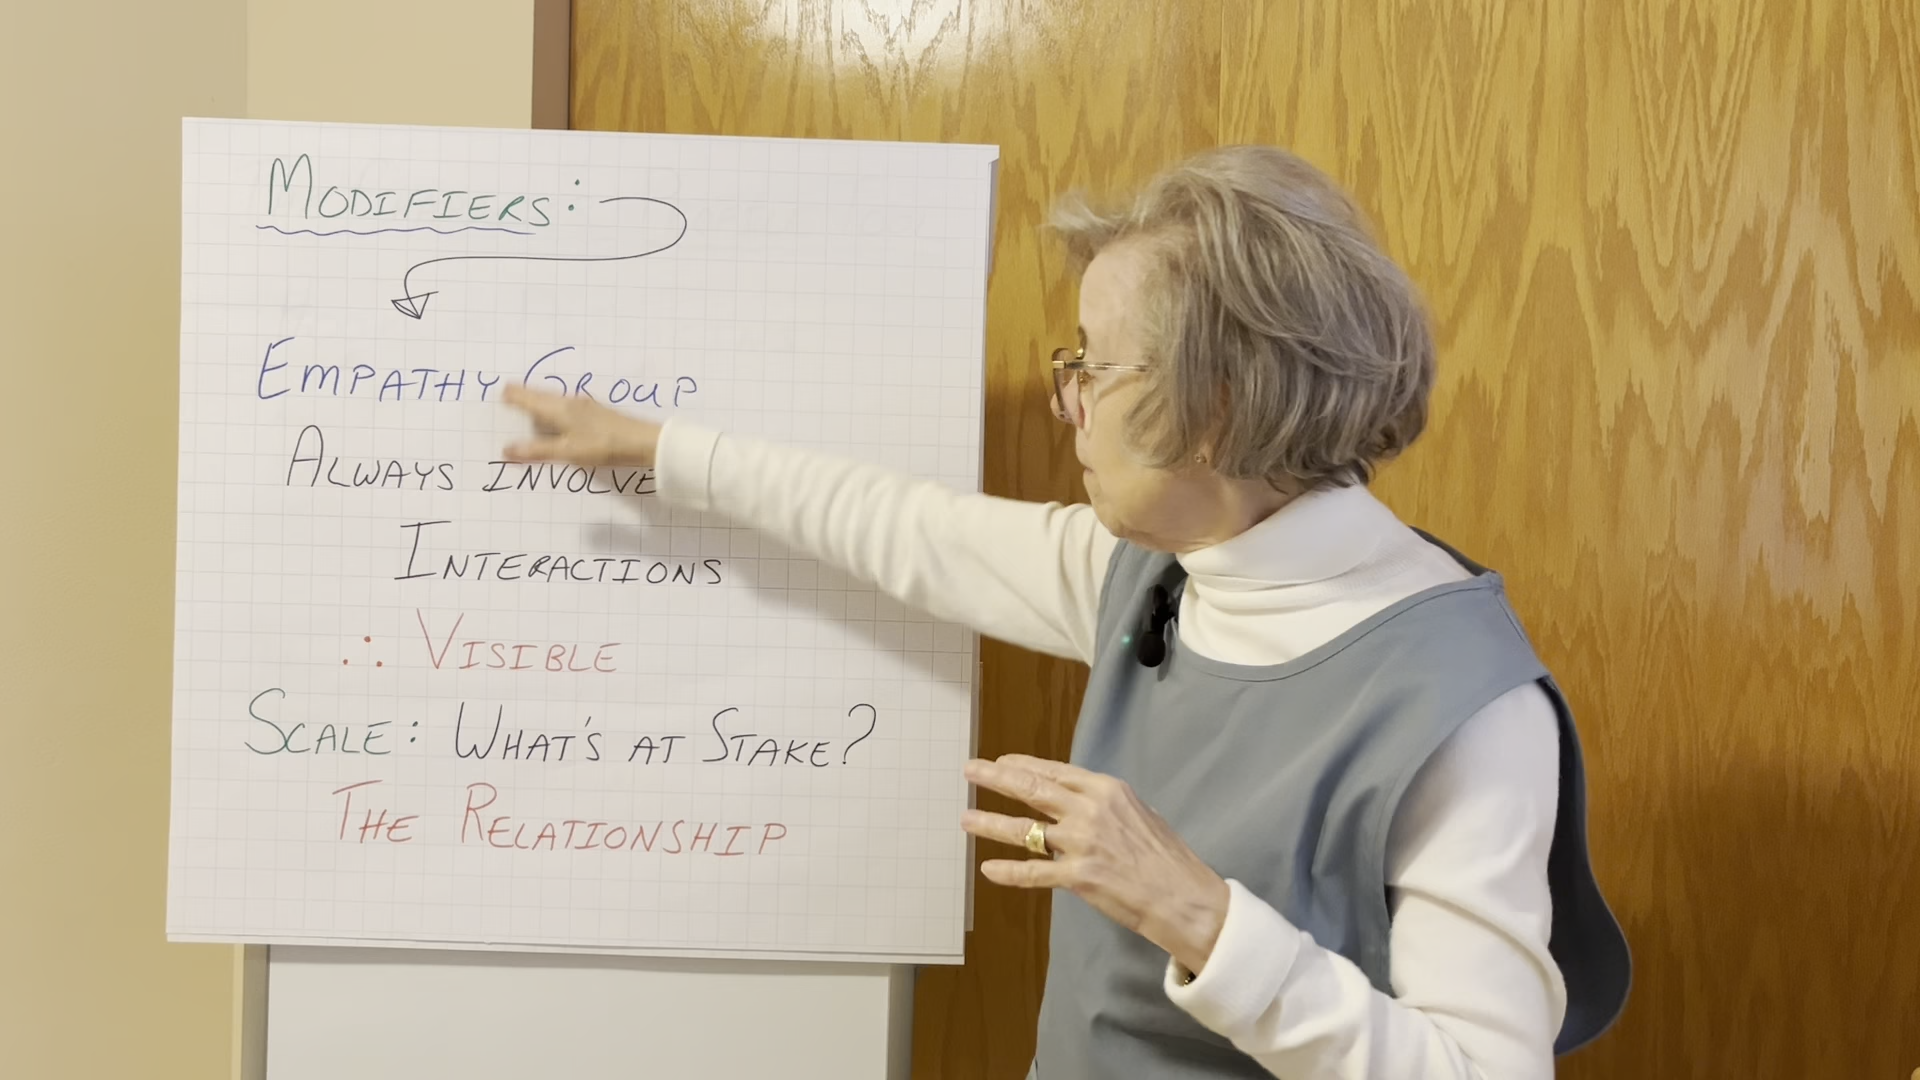 MODIFIERS:
EMPATHY GROUP
ALWAYS INVOLVE
INTERACTIONS
∴ VISIBLE
SCALE: WHAT'S AT STAKE?
THE RELATIONSHIP